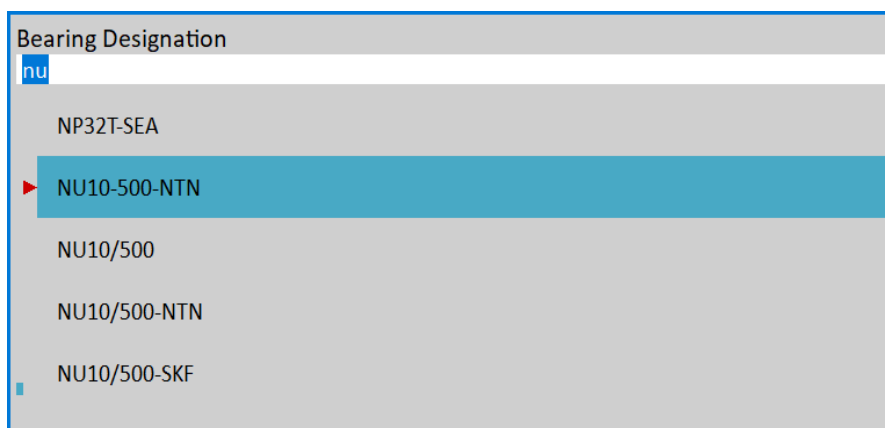 Bearing Designation
nu
NP32T-SEA
NU10-500-NTN
NU10/500
NU10/500-NTN
NU10/500-SKF